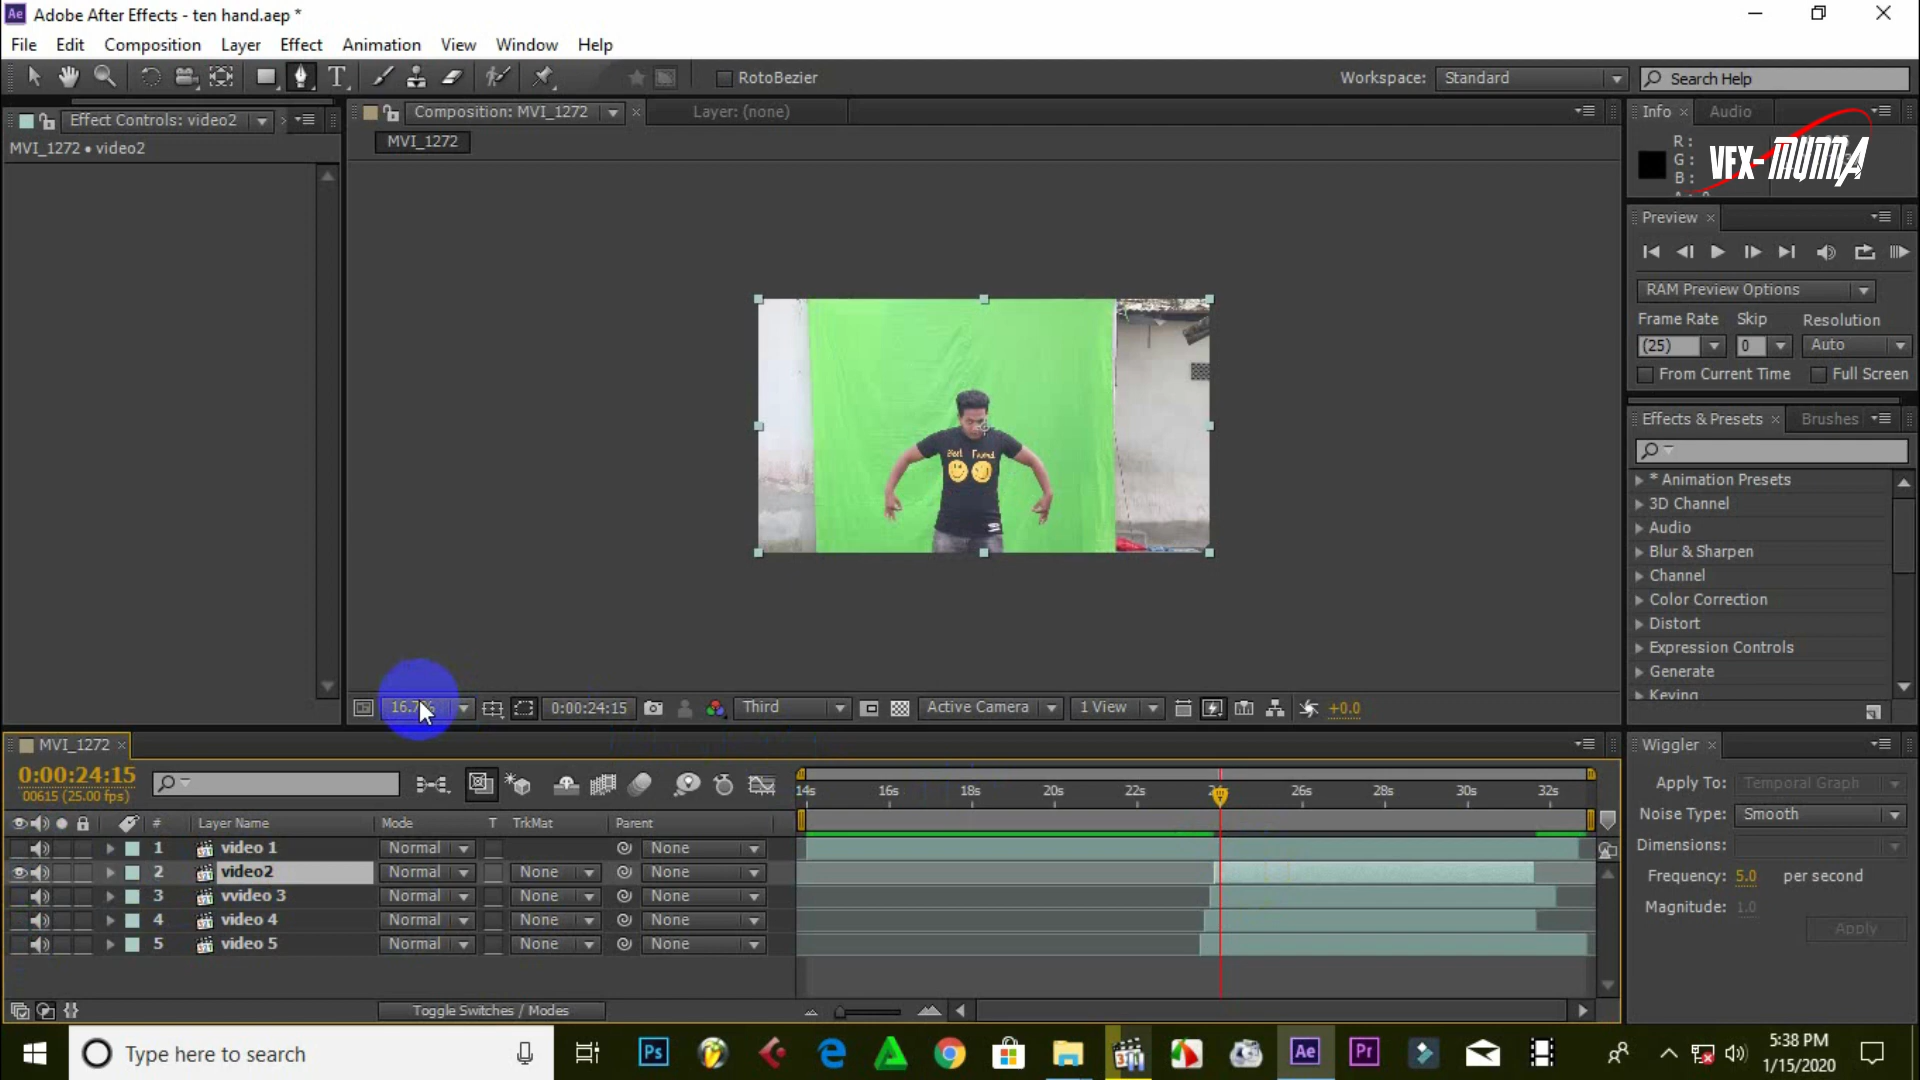 Ae Adobe After Effects - ten hand.aep *
File Edit Composition Layer Effect Animation View Window Help
T RotoBezier Workspace: Standard Search Help
Effect Controls: video2 Composition: MVI_1272 Layer: (none) Info Audio
MVI_1272 • video2 MVI_1272 R :
G :
B :
VFX-MUMA
Preview
RAM Preview Options
Frame Rate Skip Resolution
(25) 0 Auto
From Current Time Full Screen
Effects & Presets Brushes
* Animation Presets
3D Channel
Audio
Blur & Sharpen
Channel
Color Correction
Distort
Expression Controls
Generate
Keying
Best Friend
0:00:24:15 Third Active Camera 1 View +0.0
MVI_1272
0:00:24:15
00615 (25.00 fps)
14s 16s 18s 20s 22s 26s 28s 30s 32s
# Layer Name Mode T TrkMat Parent
1 video 1 Normal None
2 video2 Normal None None
3 vvideo 3 Normal None None
4 video 4 Normal None None
5 video 5 Normal None None
Toggle Switches / Modes
Wiggler
Apply To: Temporal Graph
Noise Type: Smooth
Dimensions:
Frequency: 5.0 per second
Magnitude: 1.0
Apply
Type here to search Ps Ae Pr
5:38 PM
1/15/2020